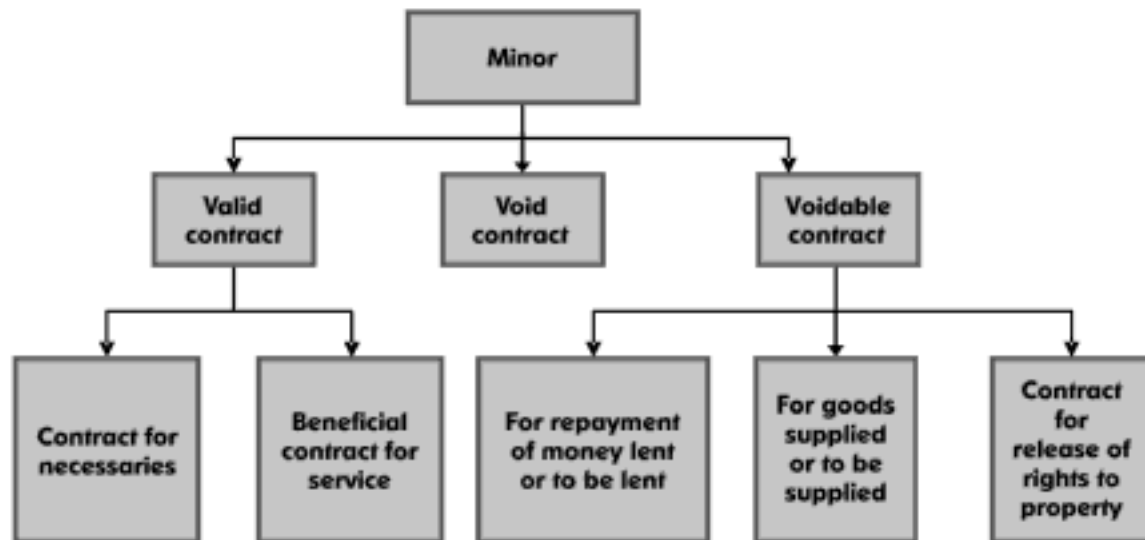 Minor
Valid
contract
Void
contract
Voidable
contract
Contract for
necessaries
Beneficial
contract for
service
For repayment
of money lent
or to be lent
For goods
supplied
or to be
supplied
Contract
for
release of
rights to
property